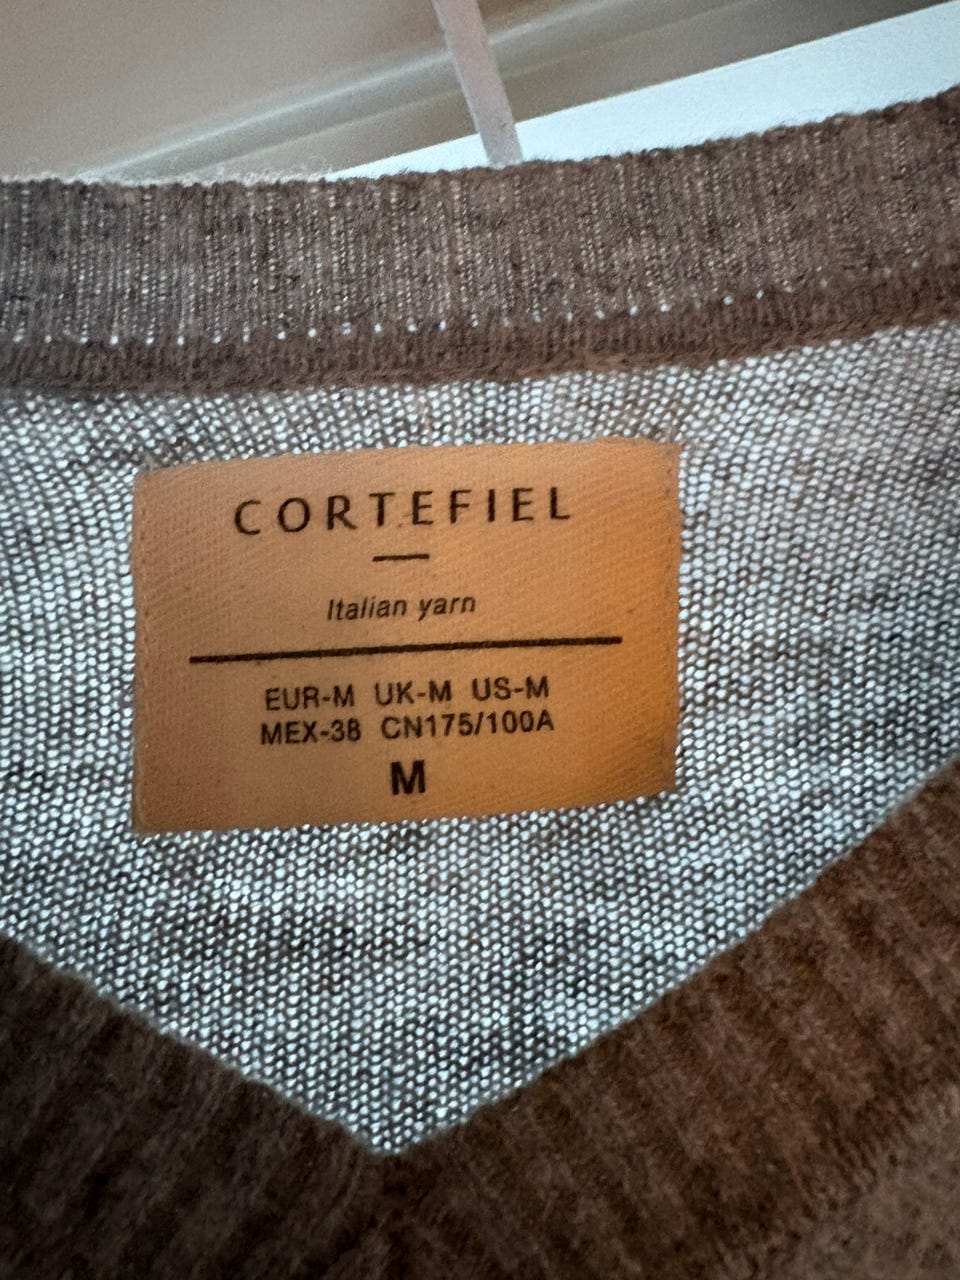 CORTEFIEL
Italian yarn
EUR-M UK-M US-M
MEX-38 CN175/100A
M